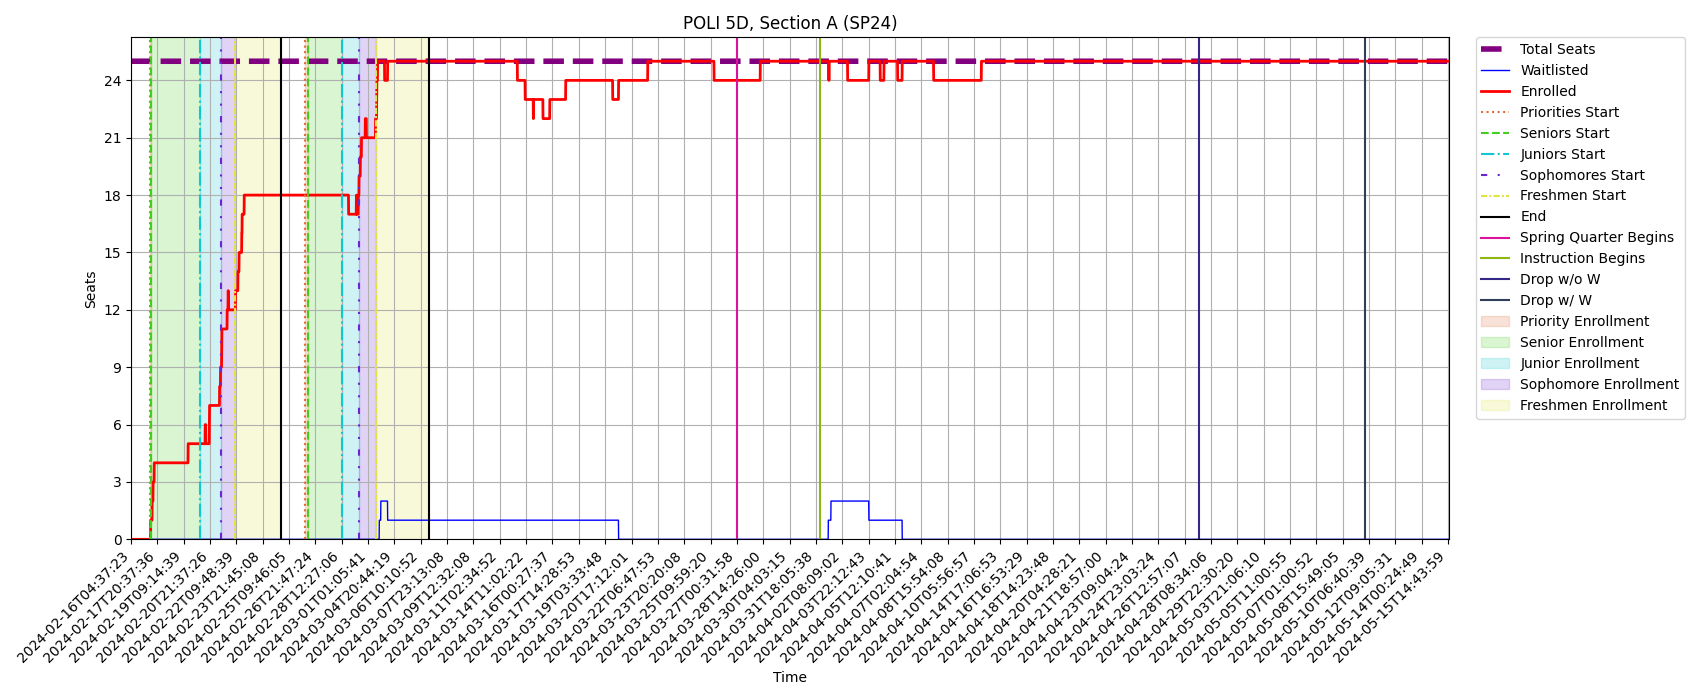 POLI 5D, Section A (SP24)
Seats
24
21
18
15
12
9
6
3
0
2024-02-16T04:37:23
2024-02-17T20:37:36
2024-02-19T09:14:39
2024-02-20T21:37:26
2024-02-22T09:48:39
2024-02-23T21:45:08
2024-02-25T09:46:05
2024-02-26T21:47:24
2024-02-28T12:27:06
2024-03-01T01:05:41
2024-03-04T20:44:19
2024-03-06T10:10:52
2024-03-07T23:13:08
2024-03-09T12:32:08
2024-03-11T02:34:52
2024-03-14T11:02:22
2024-03-16T00:27:37
2024-03-17T14:28:53
2024-03-19T03:33:48
2024-03-20T17:12:01
2024-03-22T06:47:53
2024-03-23T20:20:08
2024-03-25T09:59:20
2024-03-27T00:31:58
2024-03-28T14:26:00
2024-03-30T04:03:15
2024-03-31T18:05:38
2024-04-02T08:09:02
2024-04-03T22:12:43
2024-04-05T12:10:41
2024-04-07T02:04:54
2024-04-08T15:54:08
2024-04-10T05:56:57
2024-04-14T17:06:53
2024-04-16T16:53:29
2024-04-18T14:23:48
2024-04-20T04:28:21
2024-04-21T18:57:00
2024-04-23T09:04:24
2024-04-24T23:03:24
2024-04-26T12:57:07
2024-04-28T08:34:06
2024-04-29T22:30:20
2024-05-03T21:06:10
2024-05-05T11:00:55
2024-05-07T01:00:52
2024-05-08T15:49:05
2024-05-10T06:40:39
2024-05-12T09:05:31
2024-05-14T00:24:49
2024-05-15T14:43:59
Time
Total Seats
Waitlisted
Enrolled
Priorities Start
Seniors Start
Juniors Start
Sophomores Start
Freshmen Start
End
Spring Quarter Begins
Instruction Begins
Drop w/o W
Drop w/ W
Priority Enrollment
Senior Enrollment
Junior Enrollment
Sophomore Enrollment
Freshmen Enrollment